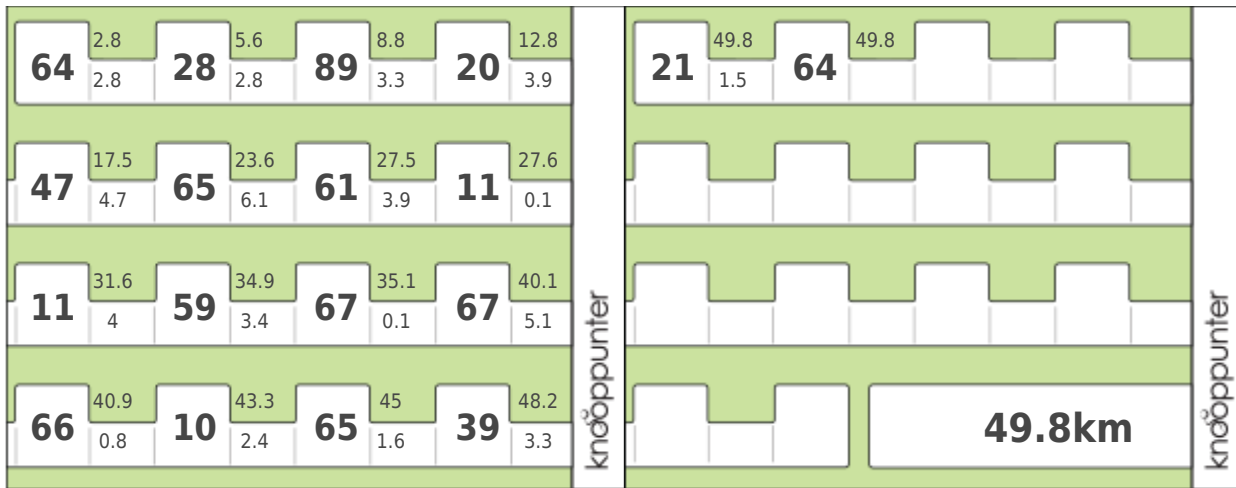 64 2.8 2.8 28 5.6 2.8 89 8.8 3.3 20 12.8 3.9
47 17.5 4.7 65 23.6 6.1 61 27.5 3.9 11 27.6 0.1
11 31.6 4 59 34.9 3.4 67 35.1 0.1 67 40.1 5.1
66 40.9 0.8 10 43.3 2.4 65 45 1.6 39 48.2 3.3
knooppunter
21 49.8 1.5 64 49.8
49.8km
knooppunter